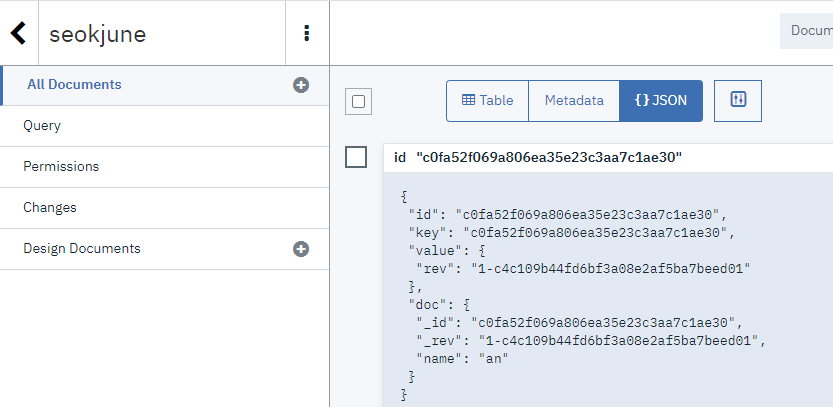 seokjune
Docum
All Documents
Query
Permissions
Changes
Design Documents
Table
Metadata
{} JSON
id "c0fa52f069a806ea35e23c3aa7c1ae30"
{
"id": "c0fa52f069a806ea35e23c3aa7c1ae30",
"key": "c0fa52f069a806ea35e23c3aa7c1ae30",
"value": {
"rev": "1-c4c109b44fd6bf3a08e2af5ba7beed01"
},
"doc": {
"_id": "c0fa52f069a806ea35e23c3aa7c1ae30",
"_rev": "1-c4c109b44fd6bf3a08e2af5ba7beed01",
"name": "an"
}
}